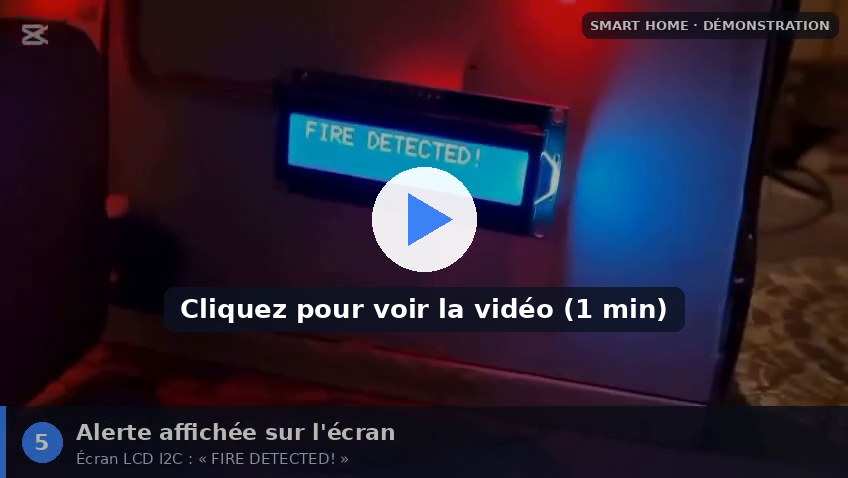 SMART HOME · DÉMONSTRATION
FIRE DETECTED!
Cliquez pour voir la vidéo (1 min)
5
Alerte affichée sur l'écran
Écran LCD I2C : « FIRE DETECTED! »